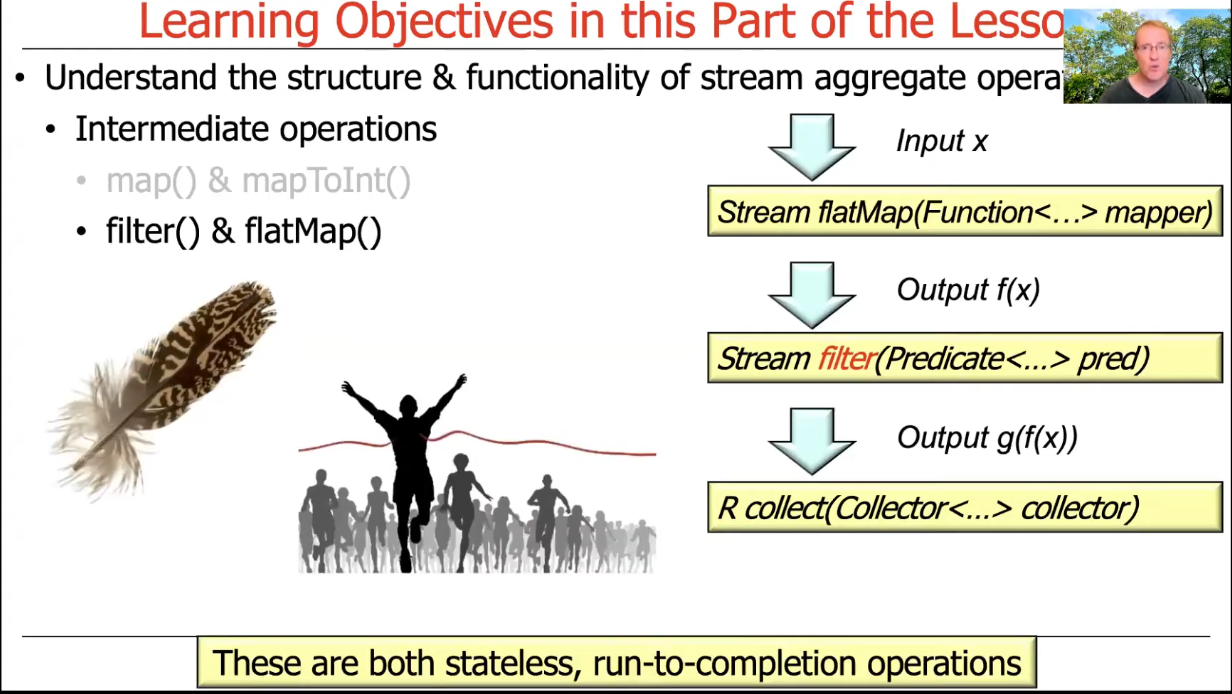 Learning Objectives in this Part of the Lesso
• Understand the structure & functionality of stream aggregate opera
• Intermediate operations
• map() & mapToInt()
• filter() & flatMap()
Input x
Stream flatMap(Function<…> mapper)
Output f(x)
Stream filter(Predicate<...> pred)
Output g(f(x))
R collect(Collector<...> collector)
These are both stateless, run-to-completion operations